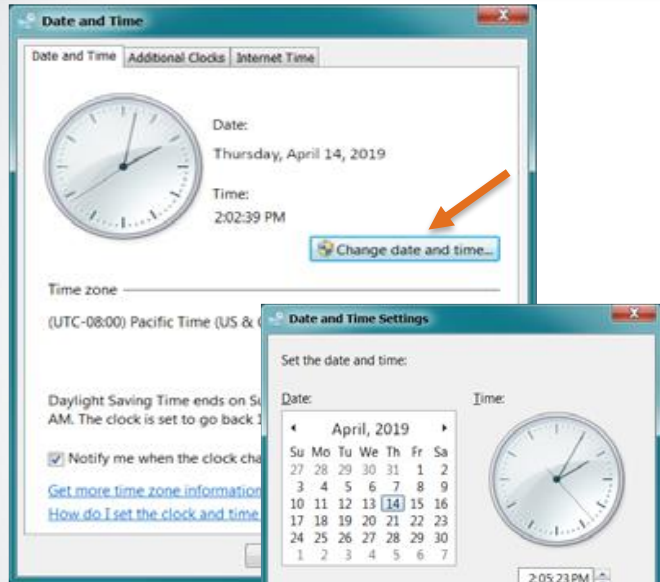 Date and Time
Date and Time Additional Clocks Internet Time
Date:
Thursday, April 14, 2019
Time:
2:02:39 PM
Change date and time...
Time zone
(UTC-08:00) Pacific Time (US &
Daylight Saving Time ends on
AM. The clock is set to go back
Notify me when the clock
Get more time zone information
How do I set the clock and time
Date and Time Settings
Set the date and time:
Date:
Time:
April, 2019
Su Mo Tu We Th Fr Sa
27 28 29 30 31 1 2
3 4 5 6 7 8 9
10 11 12 13 14 15 16
17 18 19 20 21 22 23
24 25 26 27 28 29 30
1 2 3 4 5 6 7
2:05:23 PM